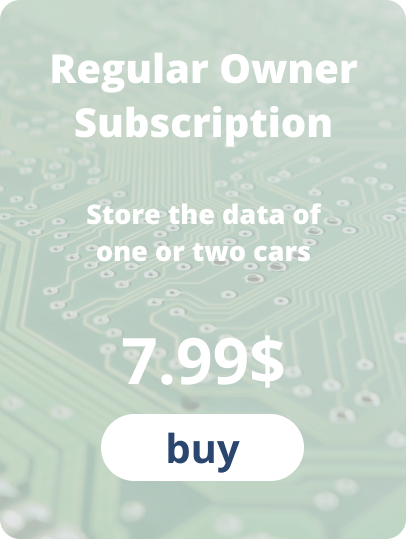 Regular Owner
Subscription
Store the data of
one or two cars
7.99$
buy